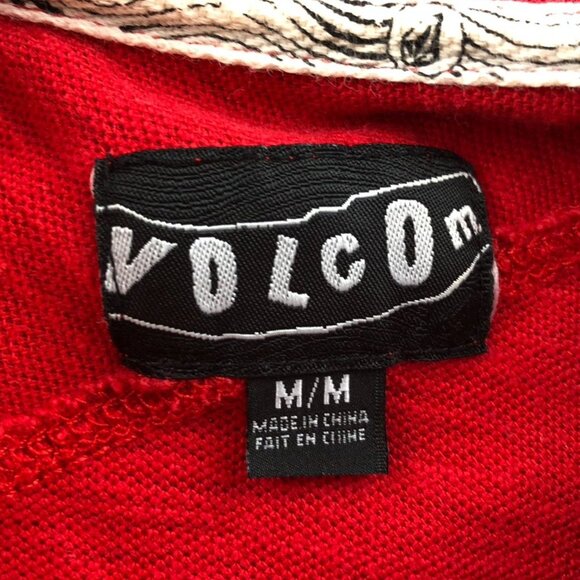 VOLCOm
M/M
MADE IN CHINA
FAIT EN CHINE